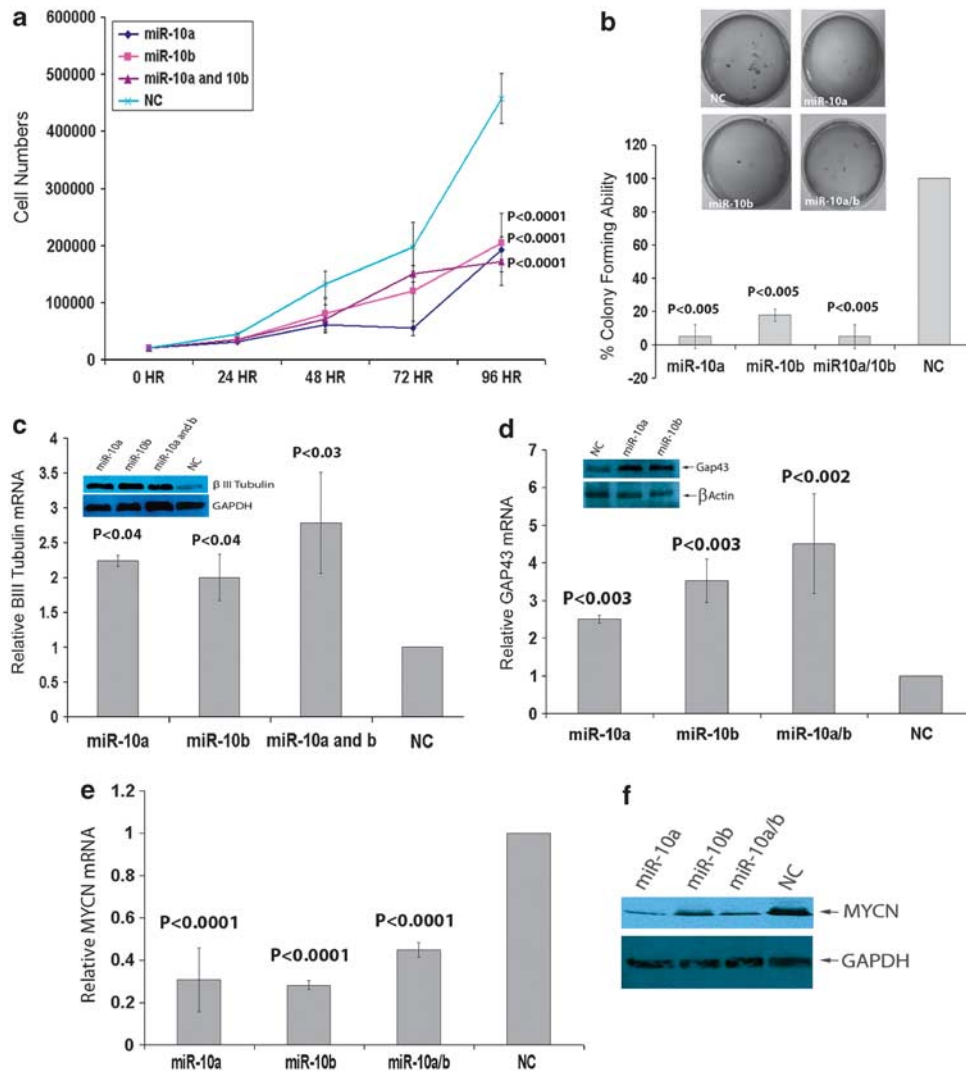 a
600000
500000
400000
300000
200000
100000
0
Cell Numbers
miR-10a
miR-10b
miR-10a and 10b
NC
P<0.0001
P<0.0001
P<0.0001
0 HR
24 HR
48 HR
72 HR
96 HR
b
NC
miR-10a
miR-10b
miR-10a/b
% Colony Forming Ability
120
100
80
60
40
20
0
-20
P<0.005
P<0.005
P<0.005
miR-10a
miR-10b
miR10a/10b
NC
c
Relative BIII Tubulin mRNA
4
3.5
3
2.5
2
1.5
1
0.5
0
miR-10a
miR-10b
miR-10a and b
NC
β III Tubulin
GAPDH
P<0.04
P<0.04
P<0.03
miR-10a
miR-10b
miR-10a and b
NC
d
Relative GAP43 mRNA
7
6
5
4
3
2
1
0
NC
miR-10a
miR-10b
Gap43
βActin
P<0.003
P<0.003
P<0.002
miR-10a
miR-10b
miR-10a/b
NC
e
Relative MYCN mRNA
1.2
1
0.8
0.6
0.4
0.2
0
P<0.0001
P<0.0001
P<0.0001
miR-10a
miR-10b
miR-10a/b
NC
f
miR-10a
miR-10b
miR-10a/b
NC
MYCN
GAPDH